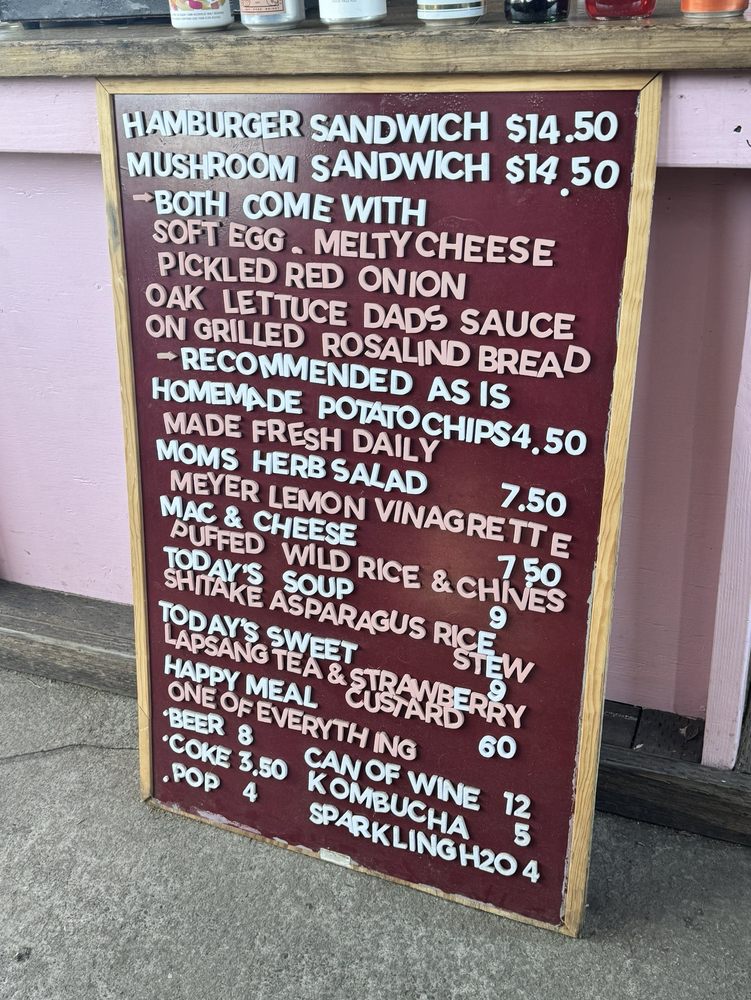 HAMBURGER SANDWICH $14.50
MUSHROOM SANDWICH $14.50
→BOTH COME WITH
SOFT EGG. MELTY CHEESE
PICKLED RED ONION
OAK LETTUCE DADS SAUCE
ON GRILLED ROSALIND BREAD
→RECOMMENDED AS IS
HOMEMADE POTATO CHIPS 4.50
MADE FRESH DAILY
MOMS HERB SALAD 7.50
MEYER LEMON VINAGRETTE
MAC & CHEESE 7 50
PUFFED WILD RICE & CHIVES
TODAY'S SOUP 9
SHITAKE ASPARAGUS RICE
STEW
TODAY'S SWEET 9
LAPSANG TEA & STRAWBERRY
CUSTARD
HAPPY MEAL 60
ONE OF EVERYTHING
·BEER 8 CAN OF WINE 12
·COKE 3.50 KOMBUCHA 5
.POP 4 SPARKLING H2O 4